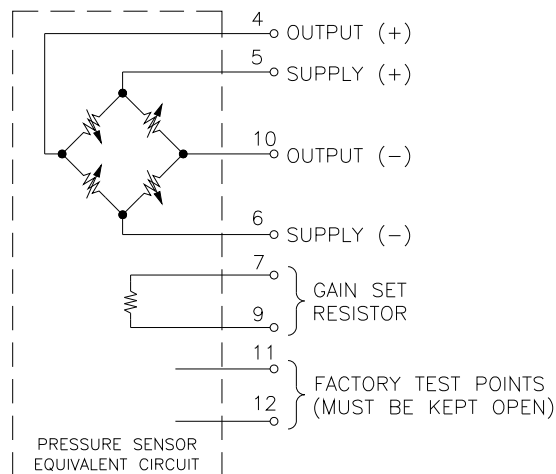 4
OUTPUT (+)
5
SUPPLY (+)
10
OUTPUT (−)
6
SUPPLY (−)
7
GAIN SET
RESISTOR
9
11
FACTORY TEST POINTS
(MUST BE KEPT OPEN)
12
PRESSURE SENSOR
EQUIVALENT CIRCUIT